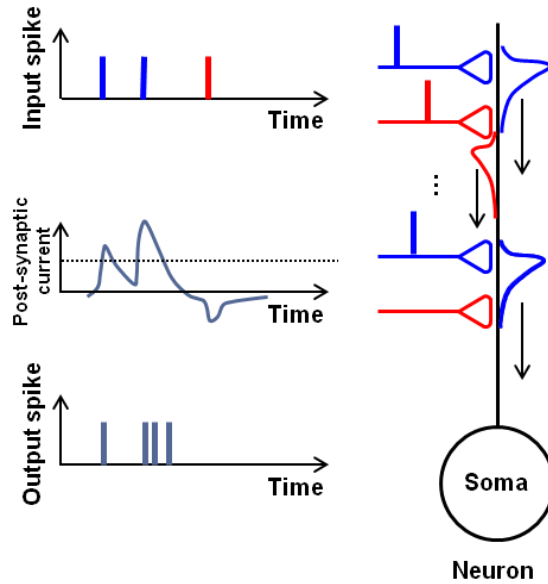 Input spike
Time
Post-synaptic
current
Time
Output spike
Time
...
Soma
Neuron